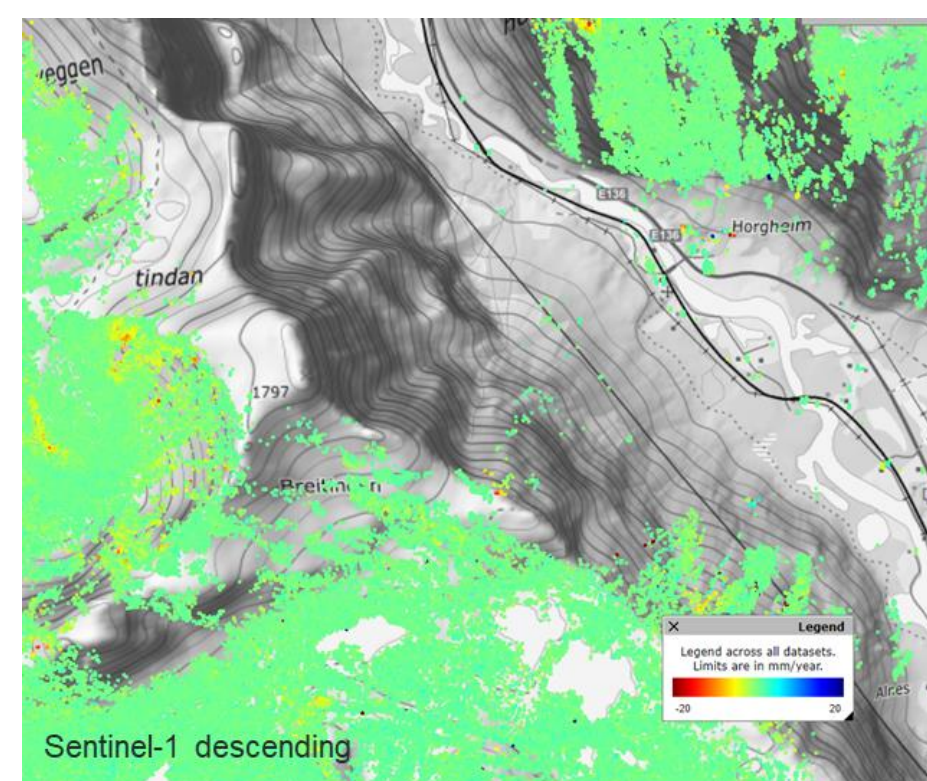 veggen
E136
E136
Horgheim
tindan
1797
Legend
Legend across all datasets.
Limits are in mm/year.
-20
20
Alnes
Sentinel-1 descending